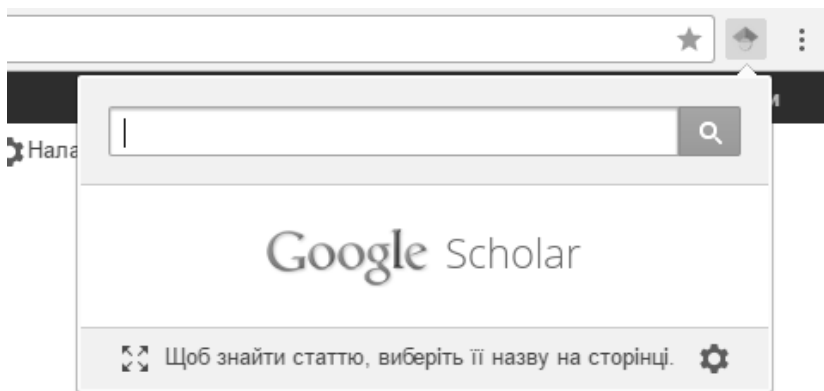 и
Нала
Google Scholar
Щоб знайти статтю, виберіть її назву на сторінці.